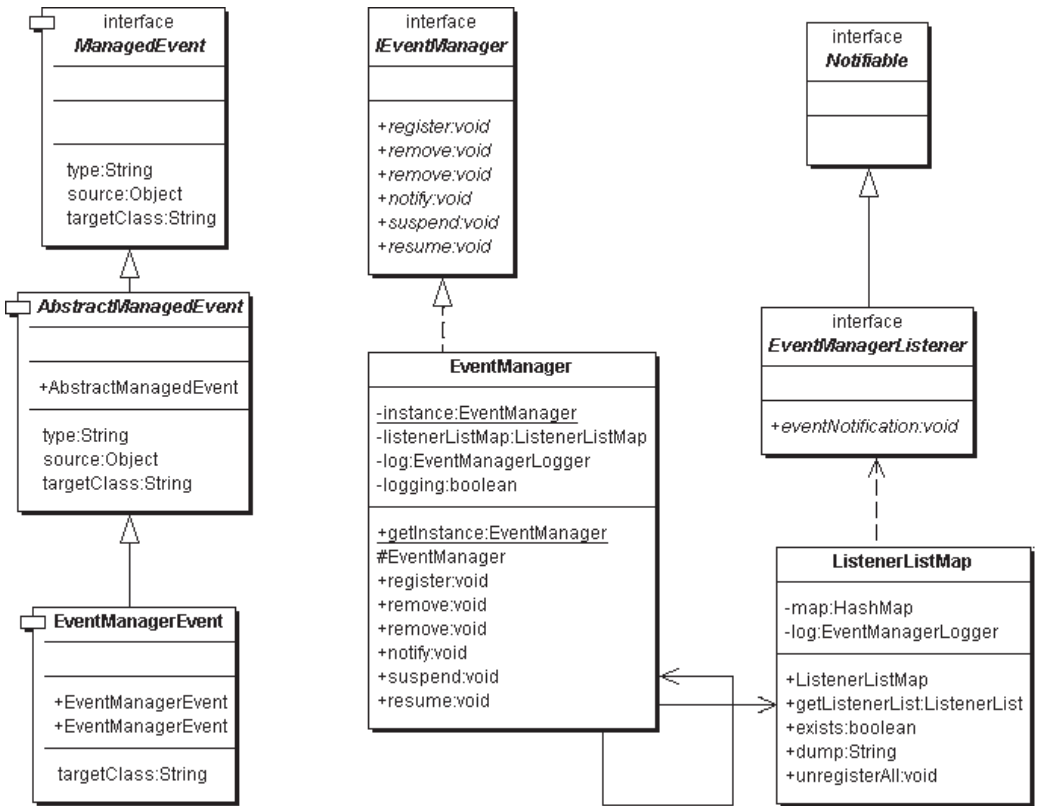 interface
ManagedEvent
type:String
source:Object
targetClass:String
AbstractManagedEvent
+AbstractManagedEvent
type:String
source:Object
targetClass:String
EventManagerEvent
+EventManagerEvent
+EventManagerEvent
targetClass:String
interface
IEventManager
+register:void
+remove:void
+remove:void
+notify:void
+suspend:void
+resume:void
EventManager
-instance:EventManager
-listenerListMap:ListenerListMap
-log:EventManagerLogger
-logging:boolean
+getInstance:EventManager
#EventManager
+register:void
+remove:void
+remove:void
+notify:void
+suspend:void
+resume:void
interface
Notifiable
interface
EventManagerListener
+eventNotification:void
ListenerListMap
-map:HashMap
-log:EventManagerLogger
+ListenerListMap
+getListenerList:ListenerList
+exists:boolean
+dump:String
+unregisterAll:void